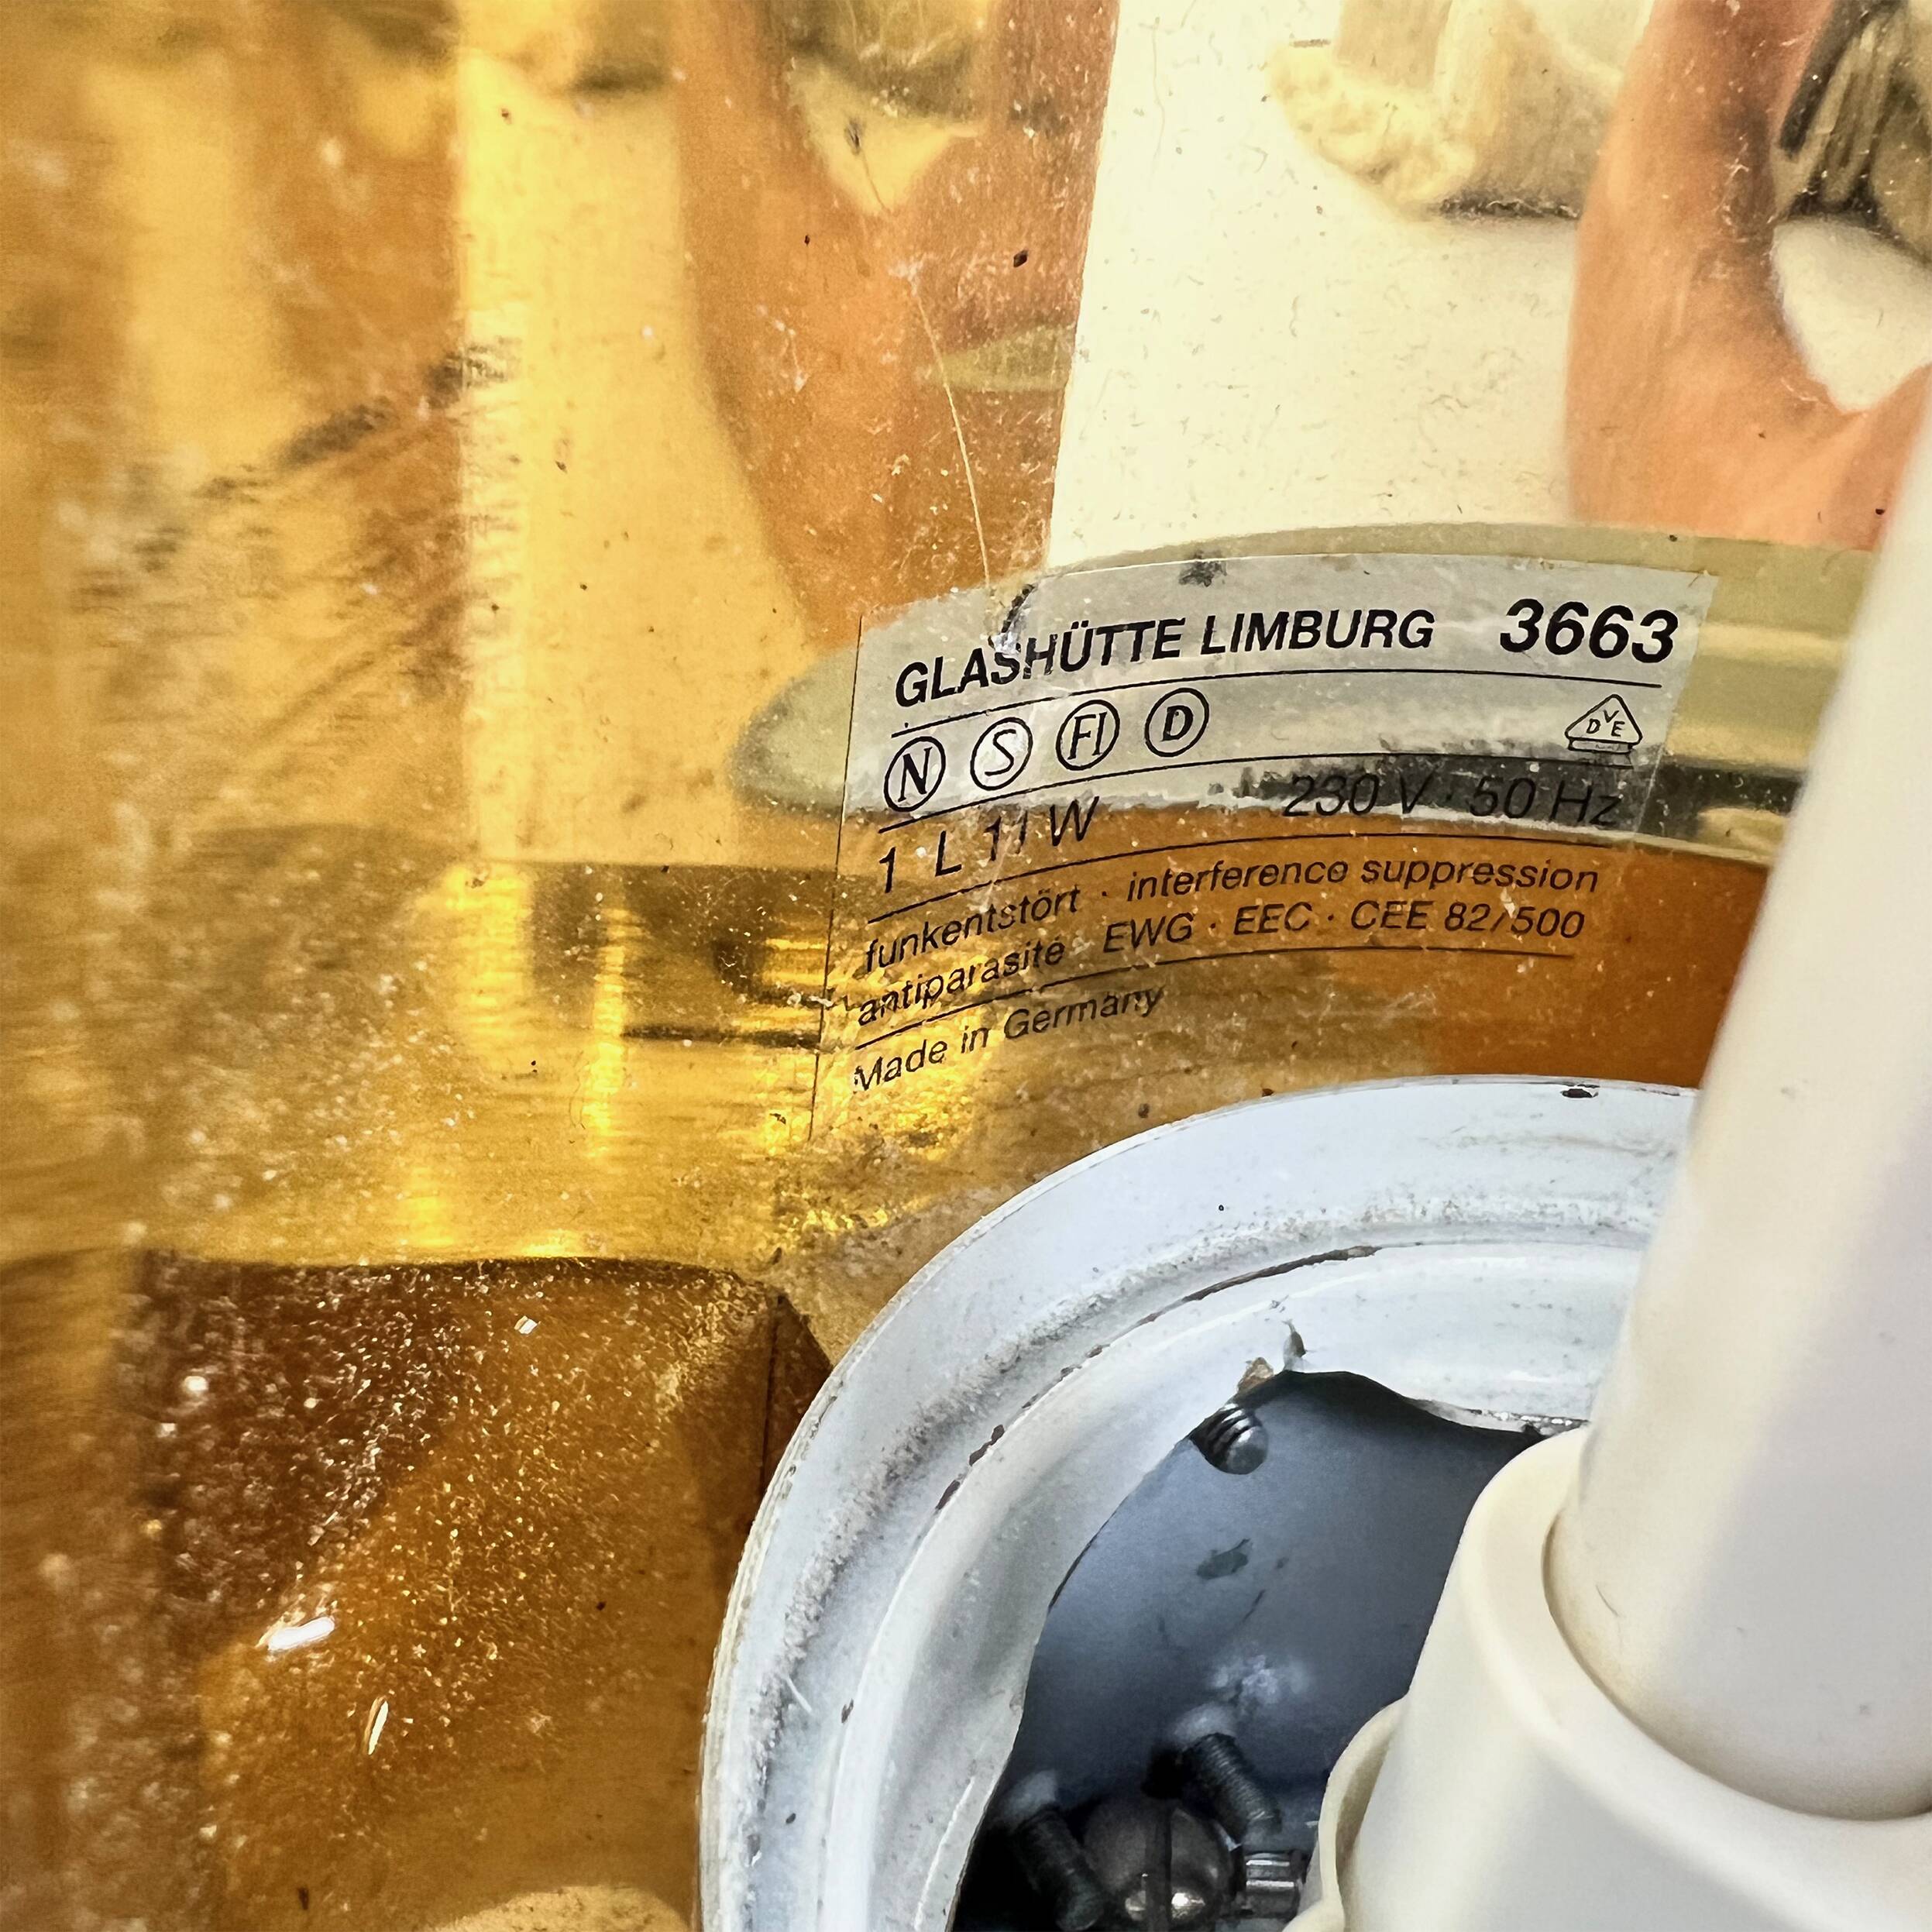 GLASHÜTTE LIMBURG 3663
N S FI D DVE
1 L 11 W 230 V · 50 Hz
funkentstört · interference suppression
antiparasité EWG · EEC · CEE 82/500
Made in Germany